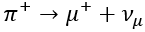 π⁺ → μ⁺ + ν_μ